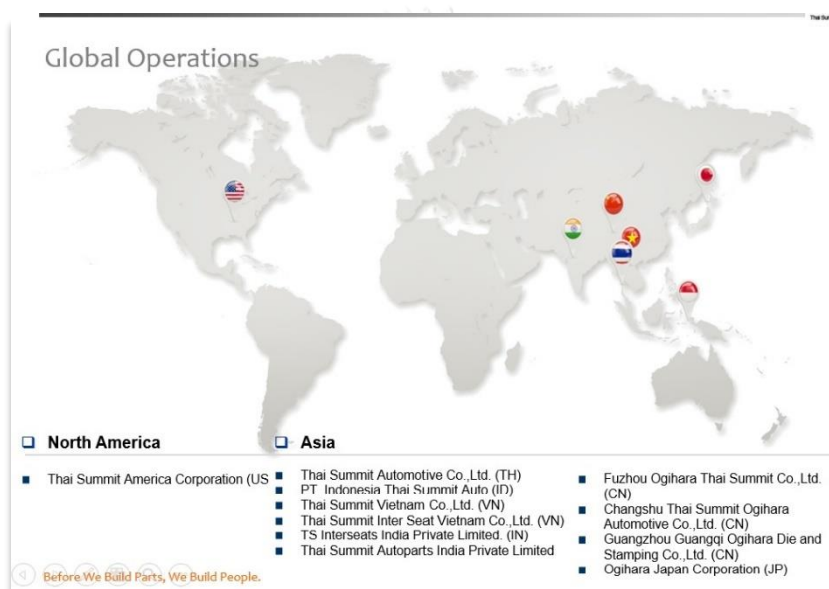 Thai Sum
Global Operations
North America
Thai Summit America Corporation (US
Asia
Thai Summit Automotive Co.,Ltd. (TH)
PT. Indonesia Thai Summit Auto (ID)
Thai Summit Vietnam Co.,Ltd. (VN)
Thai Summit Inter Seat Vietnam Co.,Ltd. (VN)
TS Interseats India Private Limited. (IN)
Thai Summit Autoparts India Private Limited
Fuzhou Ogihara Thai Summit Co.,Ltd.
(CN)
Changshu Thai Summit Ogihara
Automotive Co.,Ltd. (CN)
Guangzhou Guangqi Ogihara Die and
Stamping Co.,Ltd. (CN)
Ogihara Japan Corporation (JP)
Before We Build Parts, We Build People.